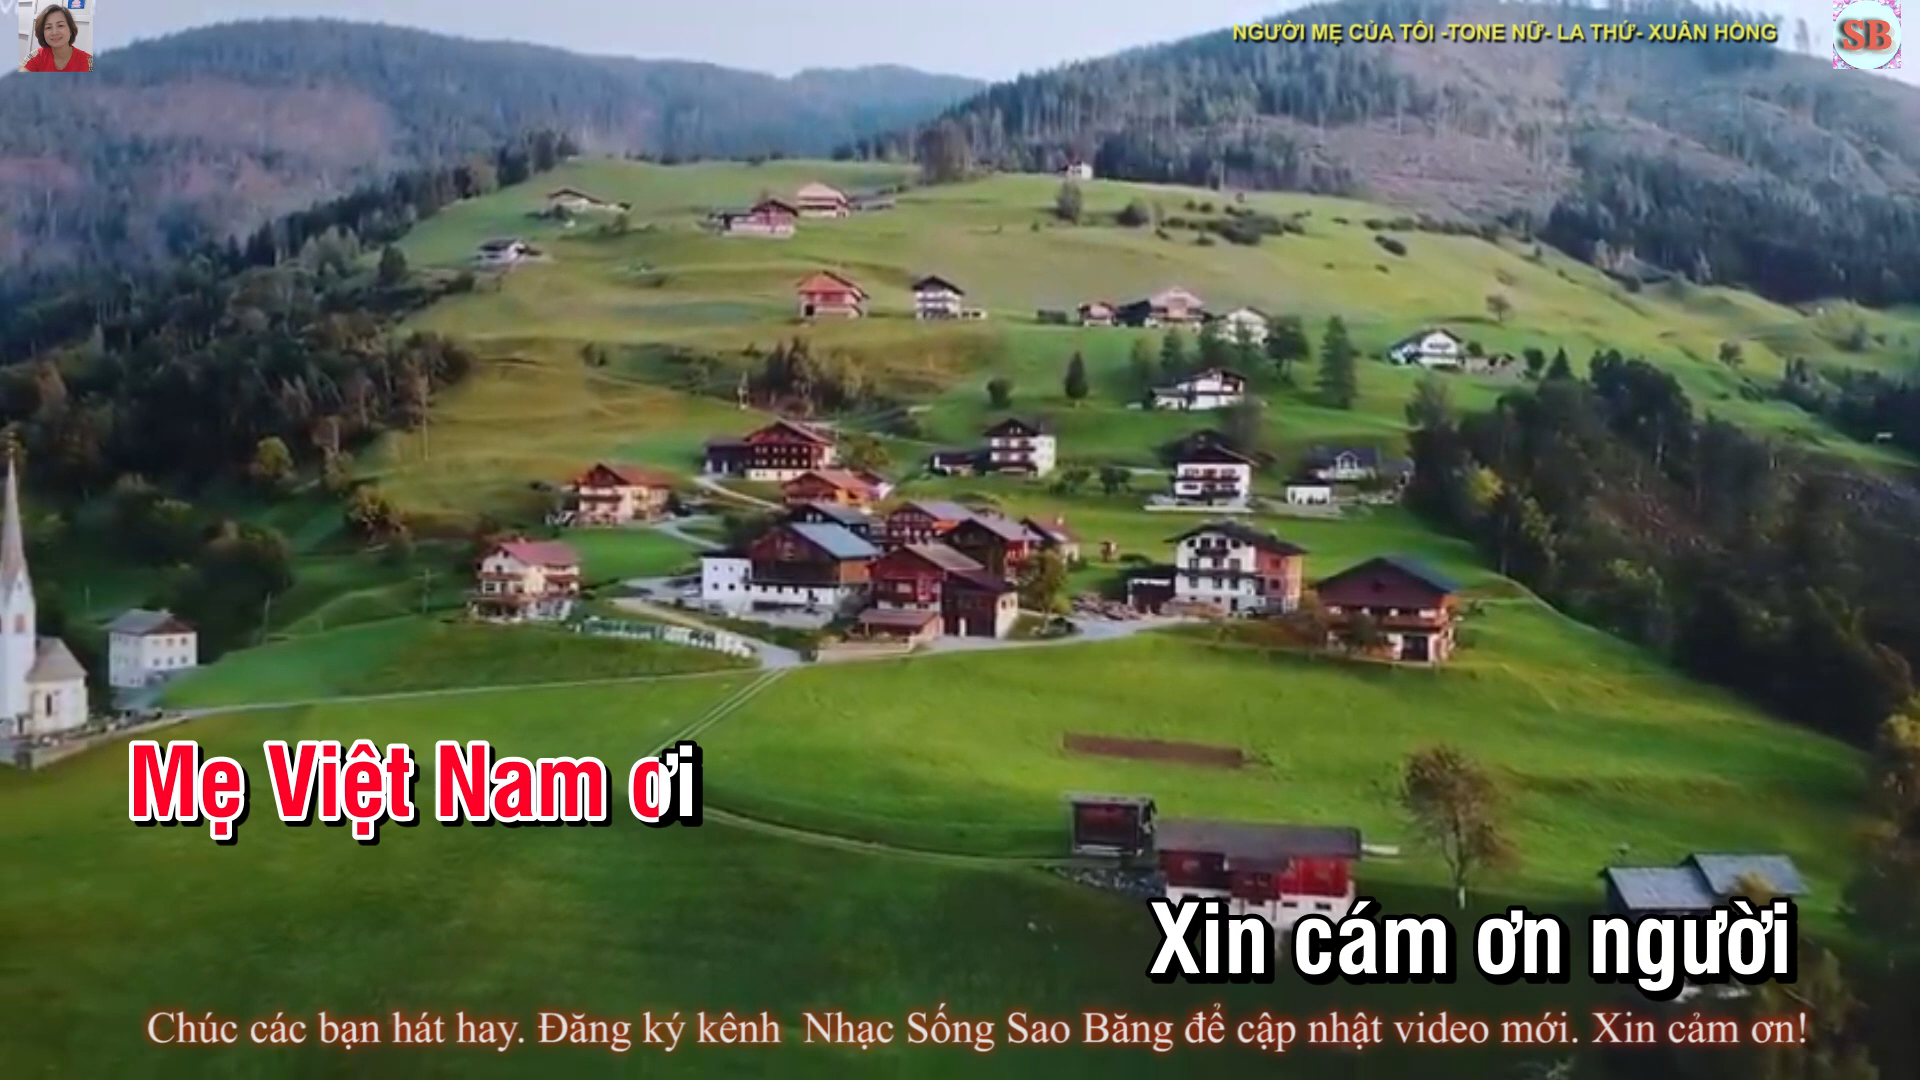 NGƯỜI MẸ CỦA TÔI -TONE NỮ- LA THỨ- XUÂN HỒNG
SB
Mẹ Việt Nam ơi
Xin cám ơn người
Chúc các bạn hát hay. Đăng ký kênh  Nhạc Sống Sao Băng để cập nhật video mới. Xin cảm ơn!